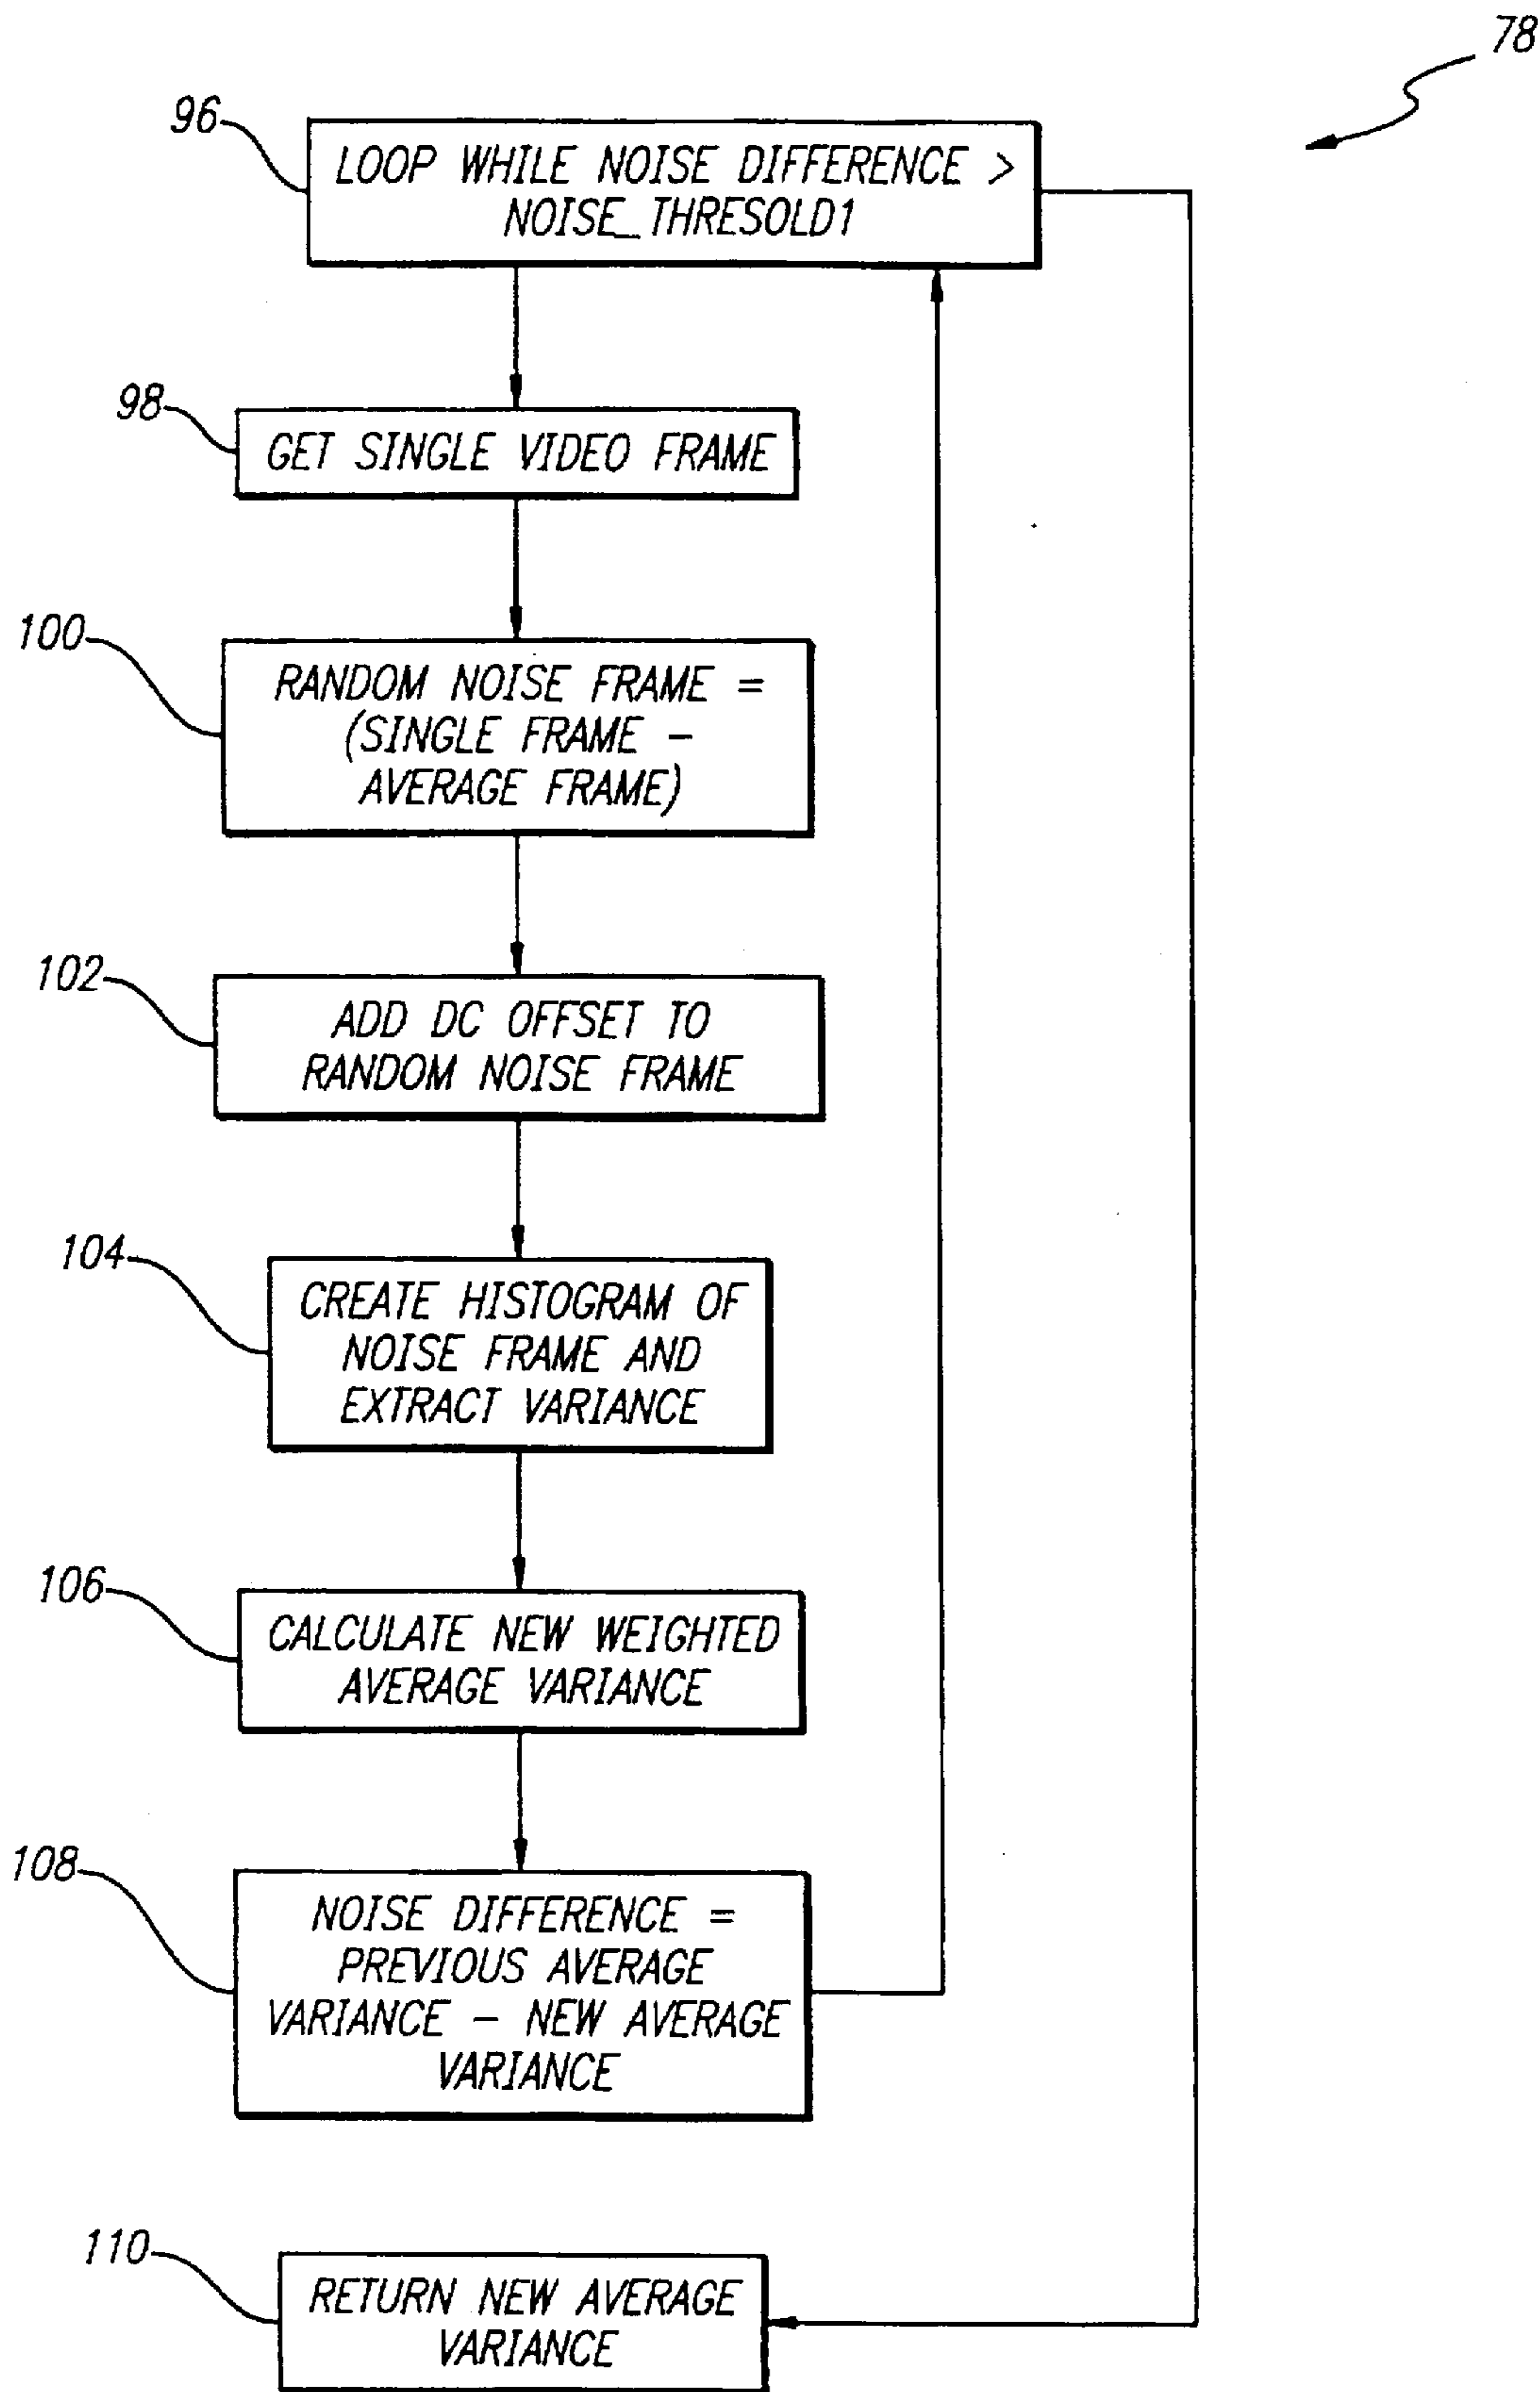 78
96
LOOP WHILE NOISE DIFFERENCE >
NOISE_THRESOLD1
98
GET SINGLE VIDEO FRAME
100
RANDOM NOISE FRAME =
(SINGLE FRAME -
AVERAGE FRAME)
102
ADD DC OFFSET TO
RANDOM NOISE FRAME
104
CREATE HISTOGRAM OF
NOISE FRAME AND
EXTRACT VARIANCE
106
CALCULATE NEW WEIGHTED
AVERAGE VARIANCE
108
NOISE DIFFERENCE =
PREVIOUS AVERAGE
VARIANCE - NEW AVERAGE
VARIANCE
110
RETURN NEW AVERAGE
VARIANCE